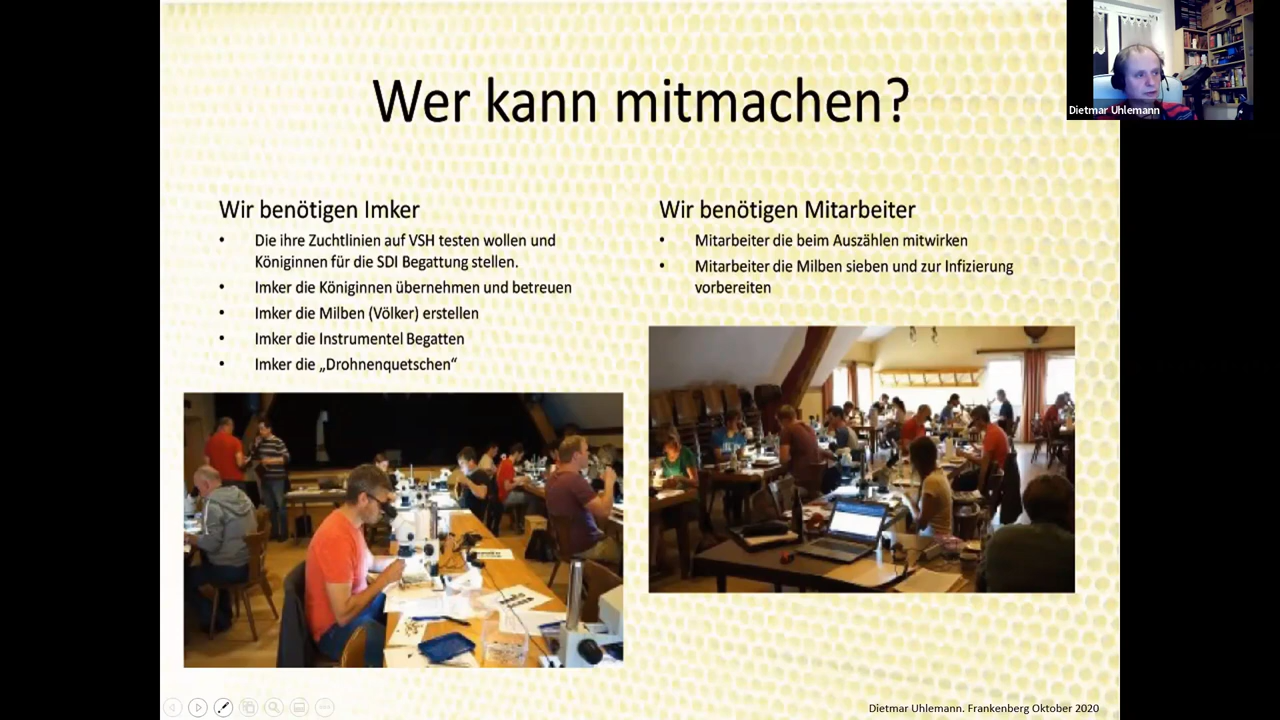 Wer kann mitmachen?
Wir benötigen Imker
• Die ihre Zuchtlinien auf VSH testen wollen und
Königinnen für die SDI Begattung stellen.
• Imker die Königinnen übernehmen und betreuen
• Imker die Milben (Völker) erstellen
• Imker die Instrumentel Begatten
• Imker die „Drohnenquetschen“
Wir benötigen Mitarbeiter
• Mitarbeiter die beim Auszählen mitwirken
• Mitarbeiter die Milben sieben und zur Infizierung
vorbereiten
Dietmar Uhlemann
Dietmar Uhlemann. Frankenberg Oktober 2020